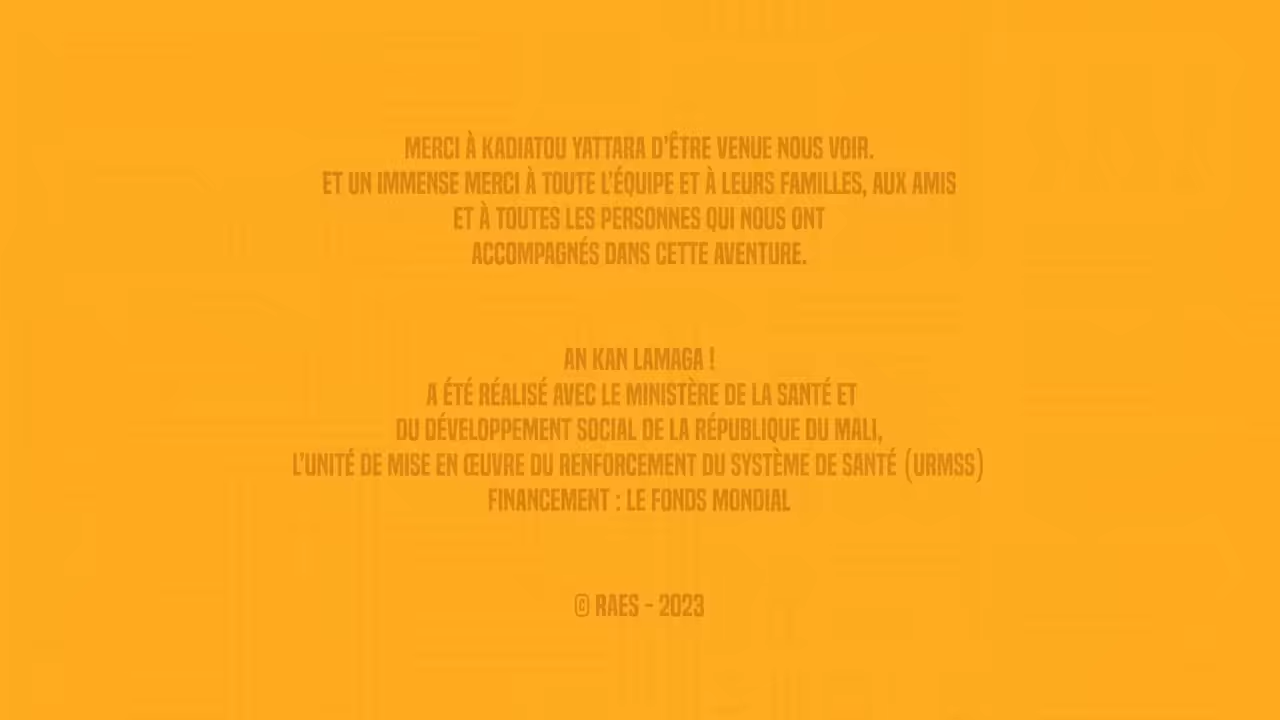 MERCI À KADIATOU YATTARA D'ÊTRE VENUE NOUS VOIR.
ET UN IMMENSE MERCI À TOUTE L'ÉQUIPE ET À LEURS FAMILLES, AUX AMIS
ET À TOUTES LES PERSONNES QUI NOUS ONT
ACCOMPAGNÉS DANS CETTE AVENTURE.
AN KAN LAMAGA !
A ÉTÉ RÉALISÉ AVEC LE MINISTÈRE DE LA SANTÉ ET
DU DÉVELOPPEMENT SOCIAL DE LA RÉPUBLIQUE DU MALI,
L'UNITÉ DE MISE EN ŒUVRE DU RENFORCEMENT DU SYSTÈME DE SANTÉ (URMSS)
FINANCEMENT : LE FONDS MONDIAL
© RAES - 2023